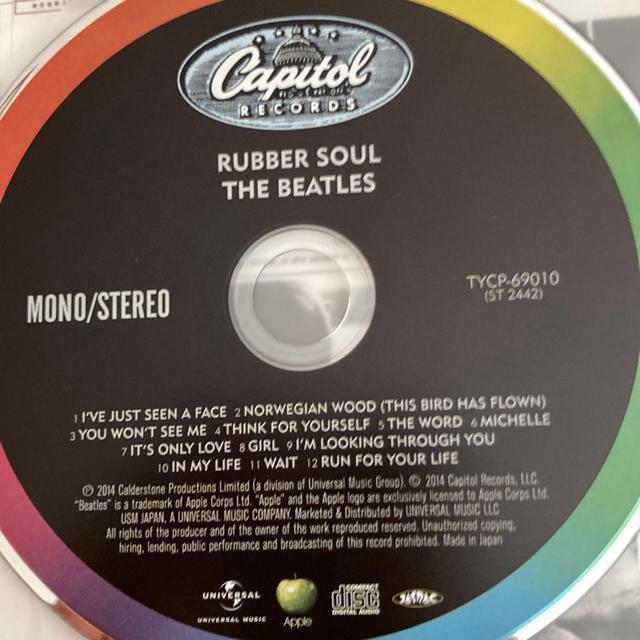 Capitol
RECORDS
RUBBER SOUL
THE BEATLES
MONO/STEREO
TYCP-69010
(ST 2442)
1 I'VE JUST SEEN A FACE 2 NORWEGIAN WOOD (THIS BIRD HAS FLOWN)
3 YOU WON'T SEE ME 4 THINK FOR YOURSELF 5 THE WORD 6 MICHELLE
7 IT'S ONLY LOVE 8 GIRL 9 I'M LOOKING THROUGH YOU
10 IN MY LIFE 11 WAIT 12 RUN FOR YOUR LIFE
℗ 2014 Calderstone Productions Limited (a division of Universal Music Group). © 2014 Capitol Records, LLC.
"Beatles" is a trademark of Apple Corps Ltd. "Apple" and the Apple logo are exclusively licensed to Apple Corps Ltd.
USM JAPAN, A UNIVERSAL MUSIC COMPANY. Marketed & Distributed by UNIVERSAL MUSIC LLC
All rights of the producer and of the owner of the work reproduced reserved. Unauthorized copying,
hiring, lending, public performance and broadcasting of this record prohibited. Made in Japan
UNIVERSAL
UNIVERSAL MUSIC
Apple
COMPACT
disc
DIGITAL AUDIO
JASRAC